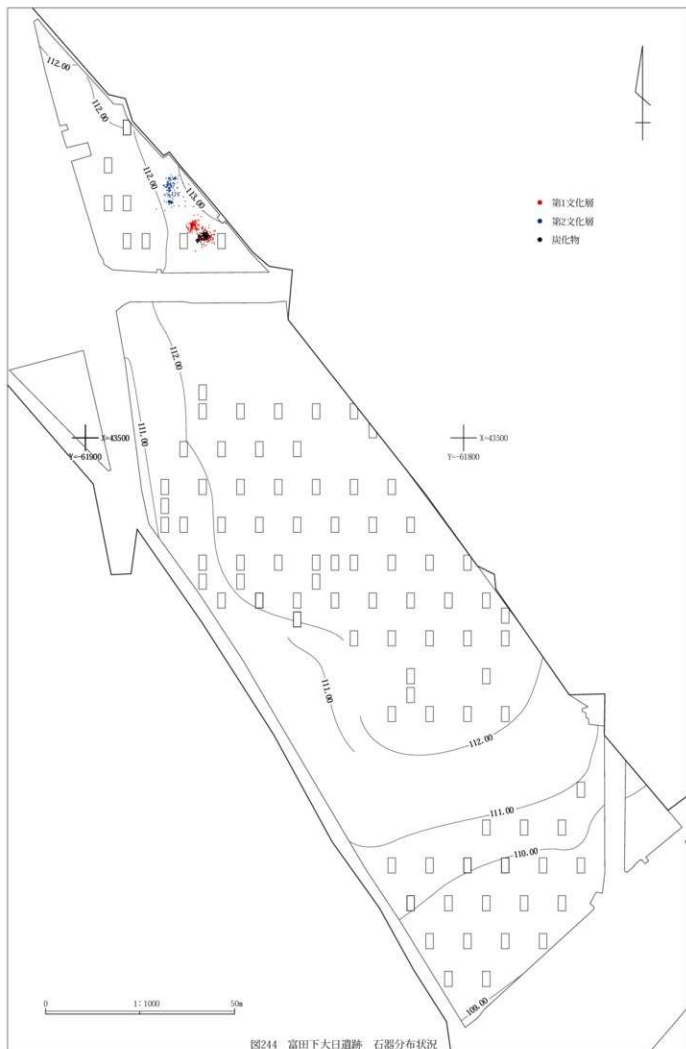 112.00
112.00
112.00
113.00
● 第1文化層
● 第2文化層
● 炭化物
112.00
111.00
X=43500
Y=-61900
X=43500
Y=-61800
111.00
112.00
111.00
110.00
109.00
0 1:1000 50m
図244 富田下大日遺跡 石器分布状況